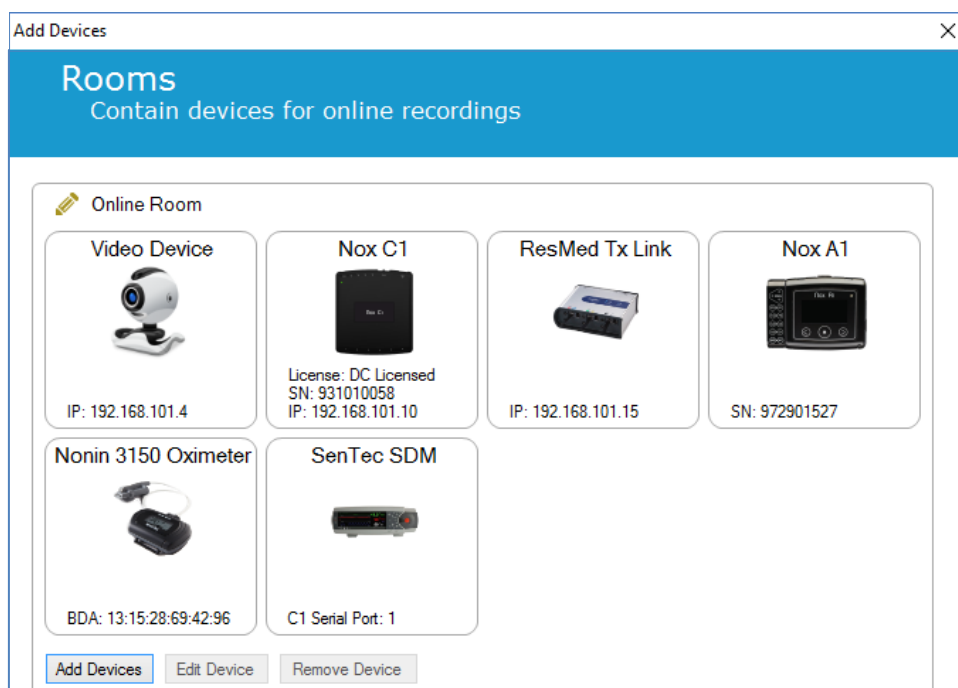 Add Devices
Rooms
Contain devices for online recordings
Online Room
Video Device
IP: 192.168.101.4
Nox C1
Nox C1
License: DC Licensed
SN: 931010058
IP: 192.168.101.10
ResMed Tx Link
IP: 192.168.101.15
Nox A1
SN: 972901527
Nonin 3150 Oximeter
BDA: 13:15:28:69:42:96
SenTec SDM
C1 Serial Port: 1
Add Devices
Edit Device
Remove Device